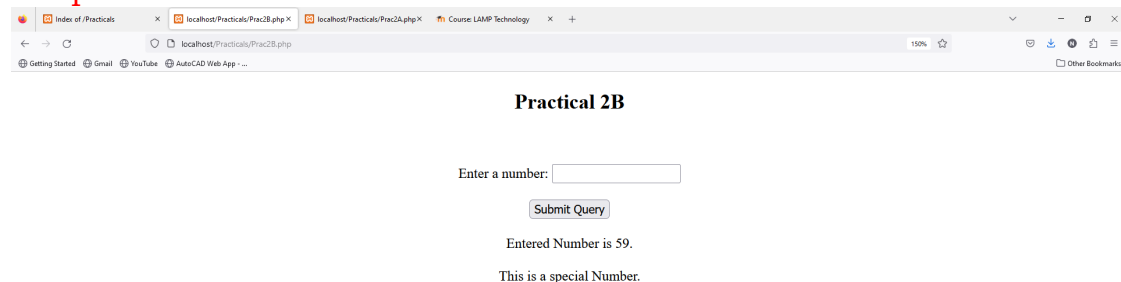 Index of /Practicals
localhost/Practicals/Prac2B.php
localhost/Practicals/Prac2A.php
Course: LAMP Technology
localhost/Practicals/Prac2B.php
150%
N
Getting Started
Gmail
YouTube
AutoCAD Web App - ...
Other Bookmarks
Practical 2B
Enter a number:
Submit Query
Entered Number is 59.
This is a special Number.